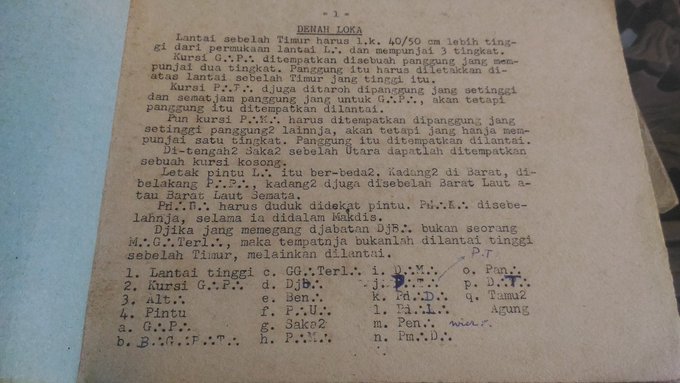 - 1 -
DENAH LOKA
Lantai sebelah Timur harus l.k. 40/50 cm lebih ting-
gi dari permukaan lantai L∴ dan mempunjai 3 tingkat.
Kursi G∴P∴ ditempatkan disebuah panggung jang mem-
punjai dua tingkat. Panggung itu harus diletakkan di-
atas lantai sebelah Timur jang tinggi itu.
Kursi P∴T∴ djuga ditaroh dipanggung jang setinggi
dan sematjam panggung jang untuk G∴P∴, akan tetapi
panggung itu ditempatkan dilantai.
Pun kursi P∴M∴ harus ditempatkan dipanggung jang
setinggi panggung2 lainnja, akan tetapi jang hanja mem-
punjai satu tingkat. Panggung itu ditempatkan dilantai.
Di-tengah2 Saka2 sebelah Utara dapatlah ditempatkan
sebuah kursi kosong.
Letak pintu L∴ itu ber-beda2. Kadang2 di Barat, di-
belakang P∴P∴, kadang2 djuga disebelah Barat Laut a-
tau Barat Laut Semata.
Pd∴D∴ harus duduk didekat pintu. Pd∴K∴ disebe-
lahnja, selama ia didalam Makdis.
Djika jang memegang djabatan DjB∴ bukan seorang
M∴G∴Terl∴, maka tempatnja bukanlah dilantai tinggi
sebelah Timur, melainkan dilantai.
P.T
1. Lantai tinggi c. GG∴Terl∴ i. D∴M∴ o. Pan∴
2. Kursi G∴P∴ d. DjB∴ j. P∴T∴ p. D∴T∴
3. Alt∴ e. Ben∴ k. Pd∴D∴ q. Tamu2
4. Pintu f. P∴U∴ l. Pd∴L∴ Agung
a. G∴P∴ g. Saka2 m. Pen∴
b. B∴G∴P∴T∴ h. P∴M∴ n. Pm∴D∴